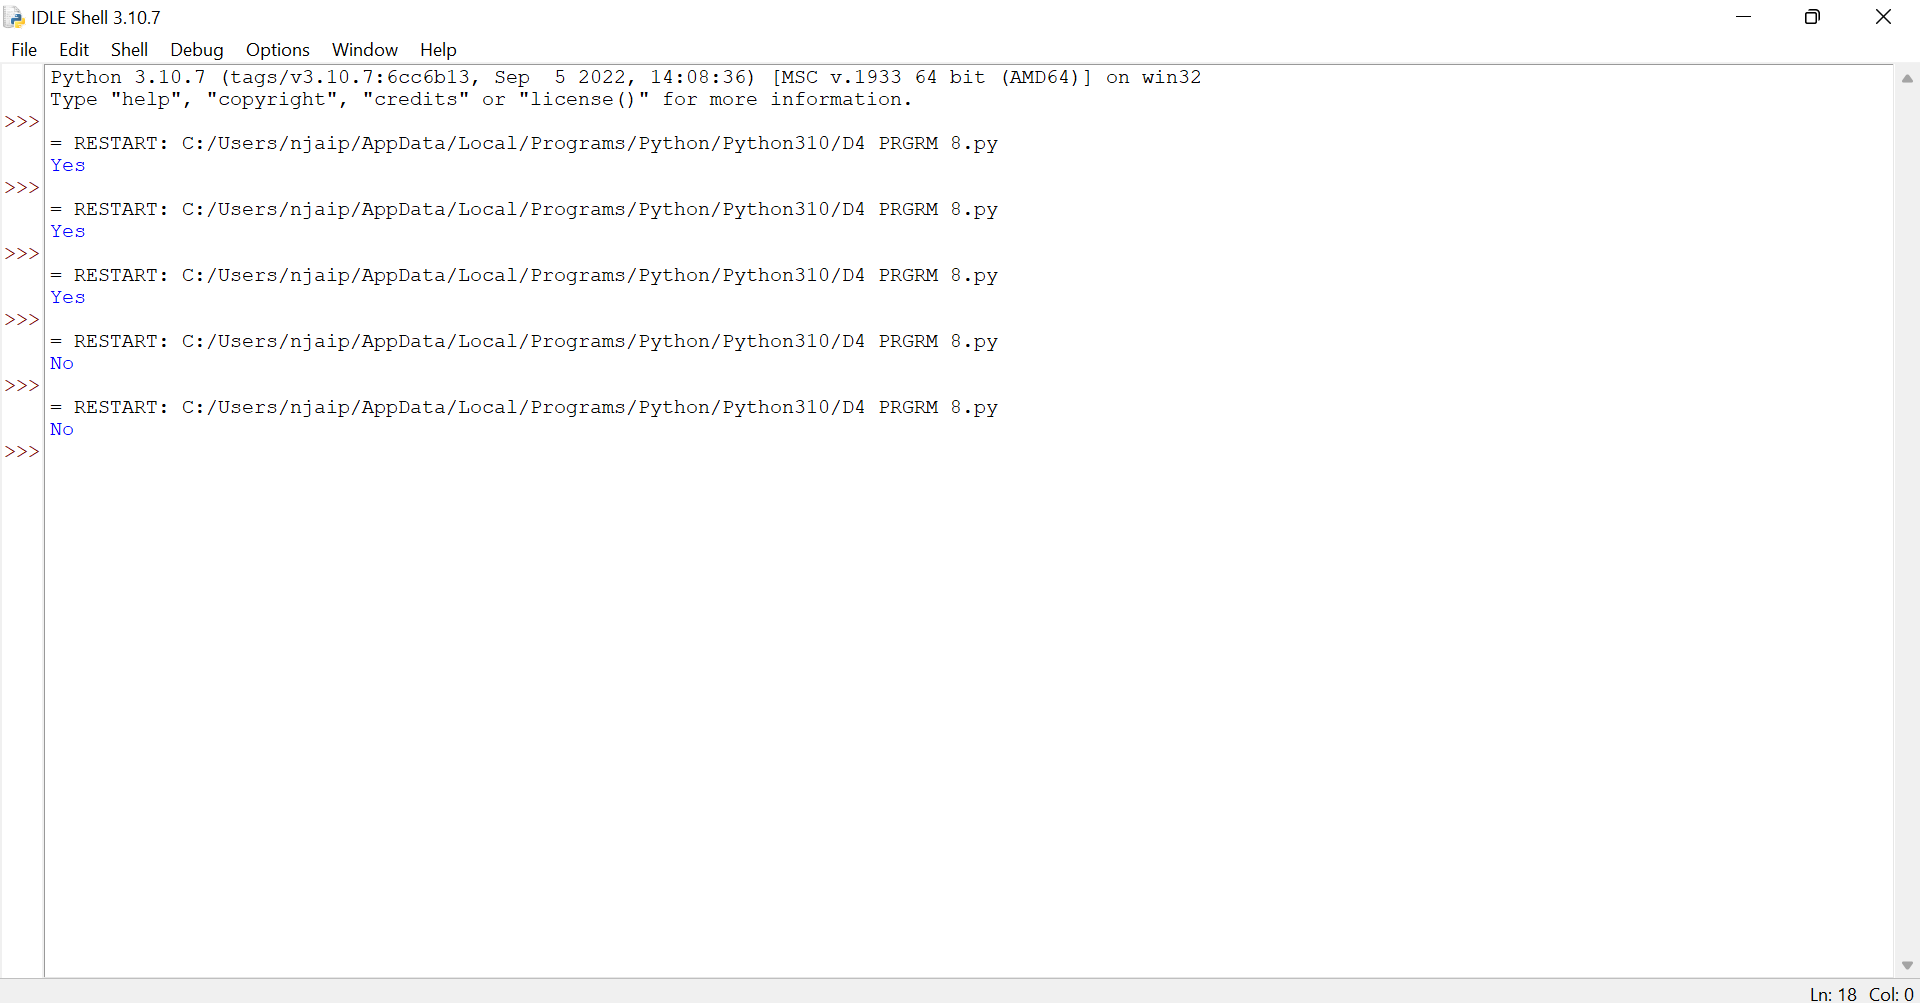 IDLE Shell 3.10.7
File Edit Shell Debug Options Window Help
Python 3.10.7 (tags/v3.10.7:6cc6b13, Sep  5 2022, 14:08:36) [MSC v.1933 64 bit (AMD64)] on win32
Type "help", "copyright", "credits" or "license()" for more information.
>>>
= RESTART: C:/Users/njaip/AppData/Local/Programs/Python/Python310/D4 PRGRM 8.py
Yes
>>>
= RESTART: C:/Users/njaip/AppData/Local/Programs/Python/Python310/D4 PRGRM 8.py
Yes
>>>
= RESTART: C:/Users/njaip/AppData/Local/Programs/Python/Python310/D4 PRGRM 8.py
Yes
>>>
= RESTART: C:/Users/njaip/AppData/Local/Programs/Python/Python310/D4 PRGRM 8.py
No
>>>
= RESTART: C:/Users/njaip/AppData/Local/Programs/Python/Python310/D4 PRGRM 8.py
No
>>>
Ln: 18 Col: 0